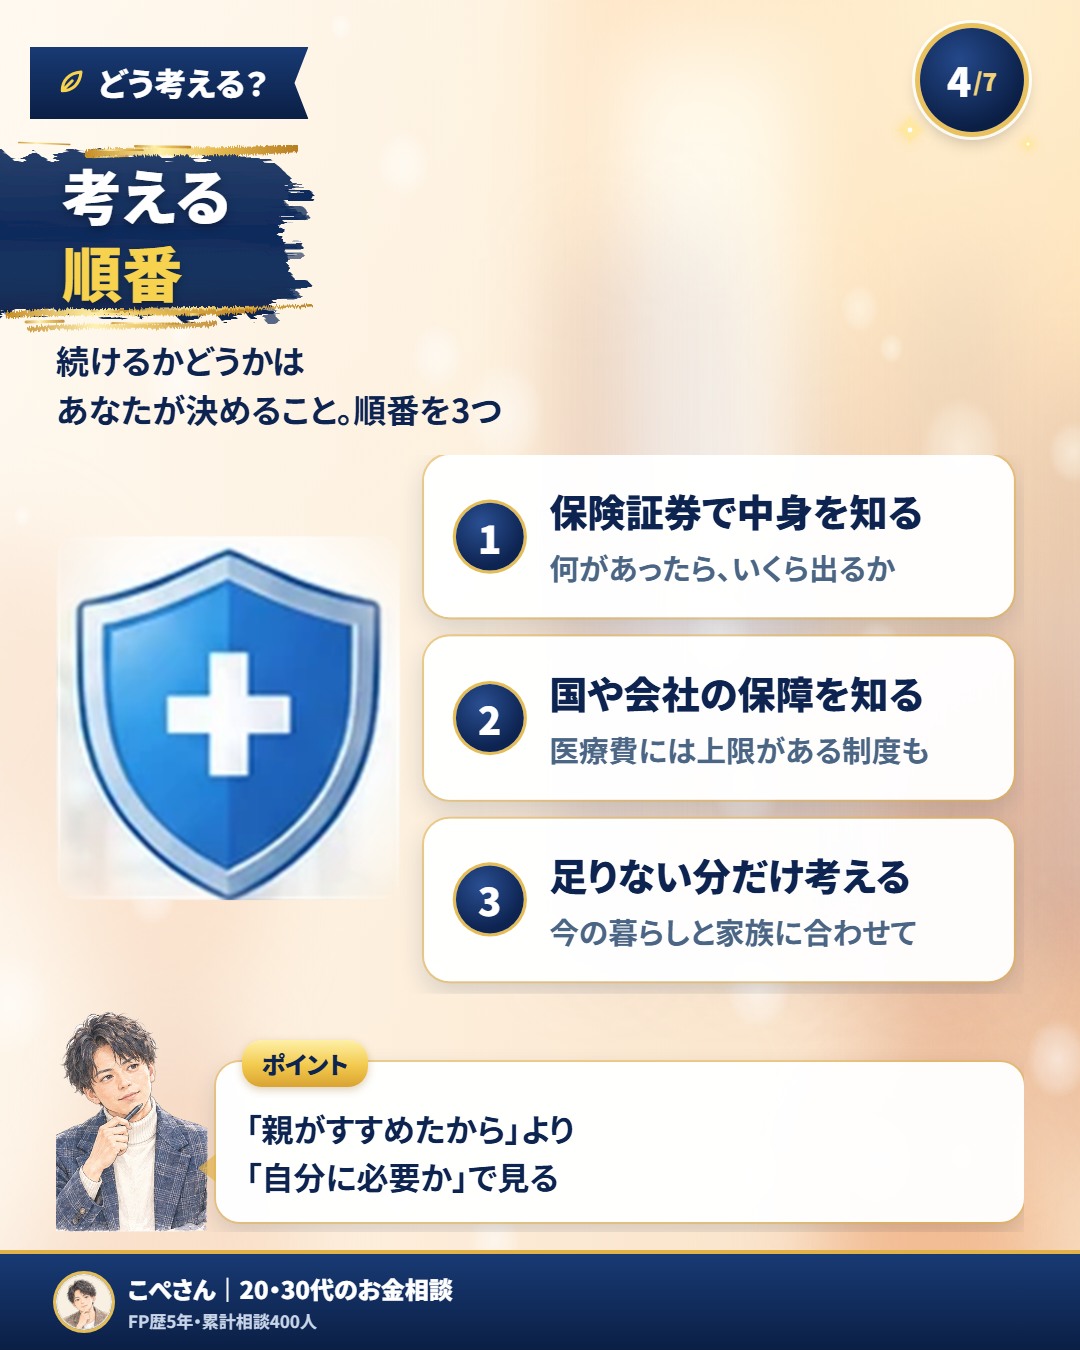 どう考える？
4/7
考える
順番
続けるかどうかは
あなたが決めること。順番を3つ
1
保険証券で中身を知る
何があったら、いくら出るか
2
国や会社の保障を知る
医療費には上限がある制度も
3
足りない分だけ考える
今の暮らしと家族に合わせて
ポイント
「親がすすめたから」より
「自分に必要か」で見る
こぺさん｜20・30代のお金相談
FP歴5年・累計相談400人